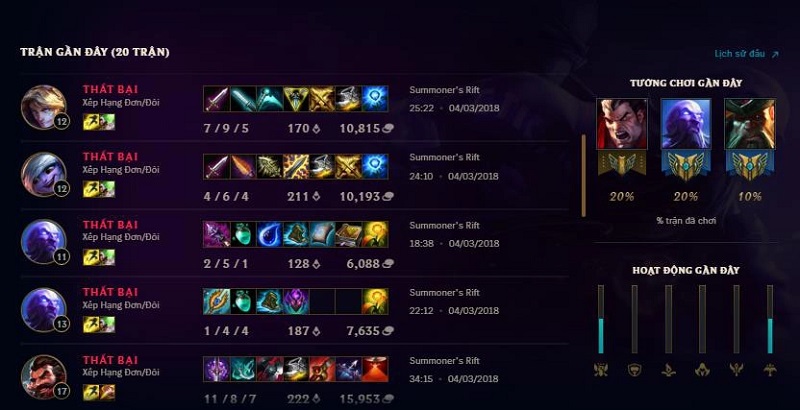 TRẬN GẦN ĐÂY (20 TRẬN)
Lịch sử đấu
THẤT BẠI
Xếp Hạng Đơn/Đôi
12
7 / 9 / 5
170
10,815
Summoner's Rift
25:22 · 04/03/2018
THẤT BẠI
Xếp Hạng Đơn/Đôi
12
4 / 6 / 4
211
10,193
Summoner's Rift
24:10 · 04/03/2018
THẤT BẠI
Xếp Hạng Đơn/Đôi
11
2 / 5 / 1
128
6,088
Summoner's Rift
18:38 · 04/03/2018
THẤT BẠI
Xếp Hạng Đơn/Đôi
13
1 / 4 / 4
187
7,635
Summoner's Rift
22:12 · 04/03/2018
THẤT BẠI
Xếp Hạng Đơn/Đôi
17
11 / 8 / 7
222
15,953
Summoner's Rift
34:15 · 04/03/2018
TƯỚNG CHƠI GẦN ĐÂY
20% 20% 10%
% trận đã chơi
HOẠT ĐỘNG GẦN ĐÂY